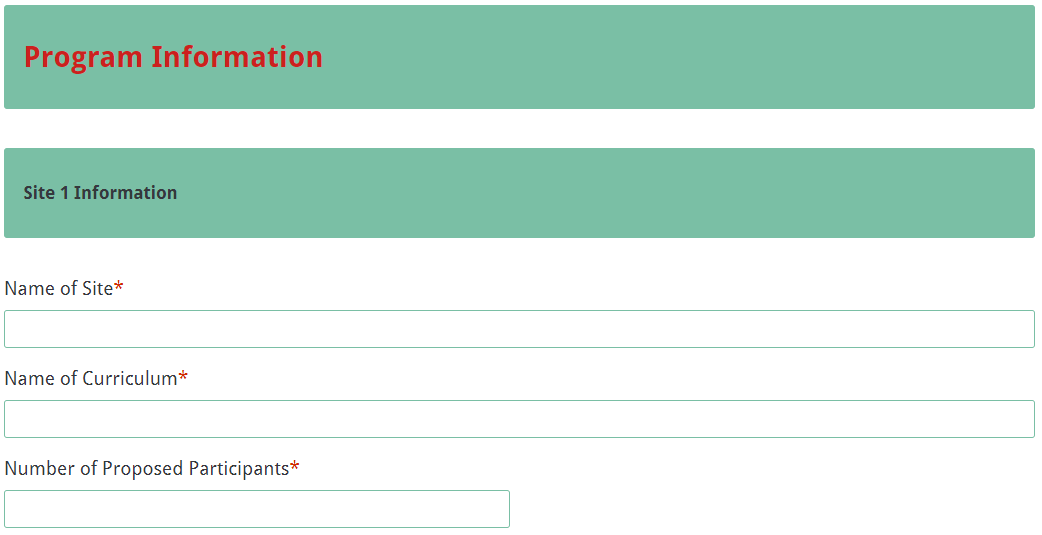 Program Information
Site 1 Information
Name of Site*
Name of Curriculum*
Number of Proposed Participants*